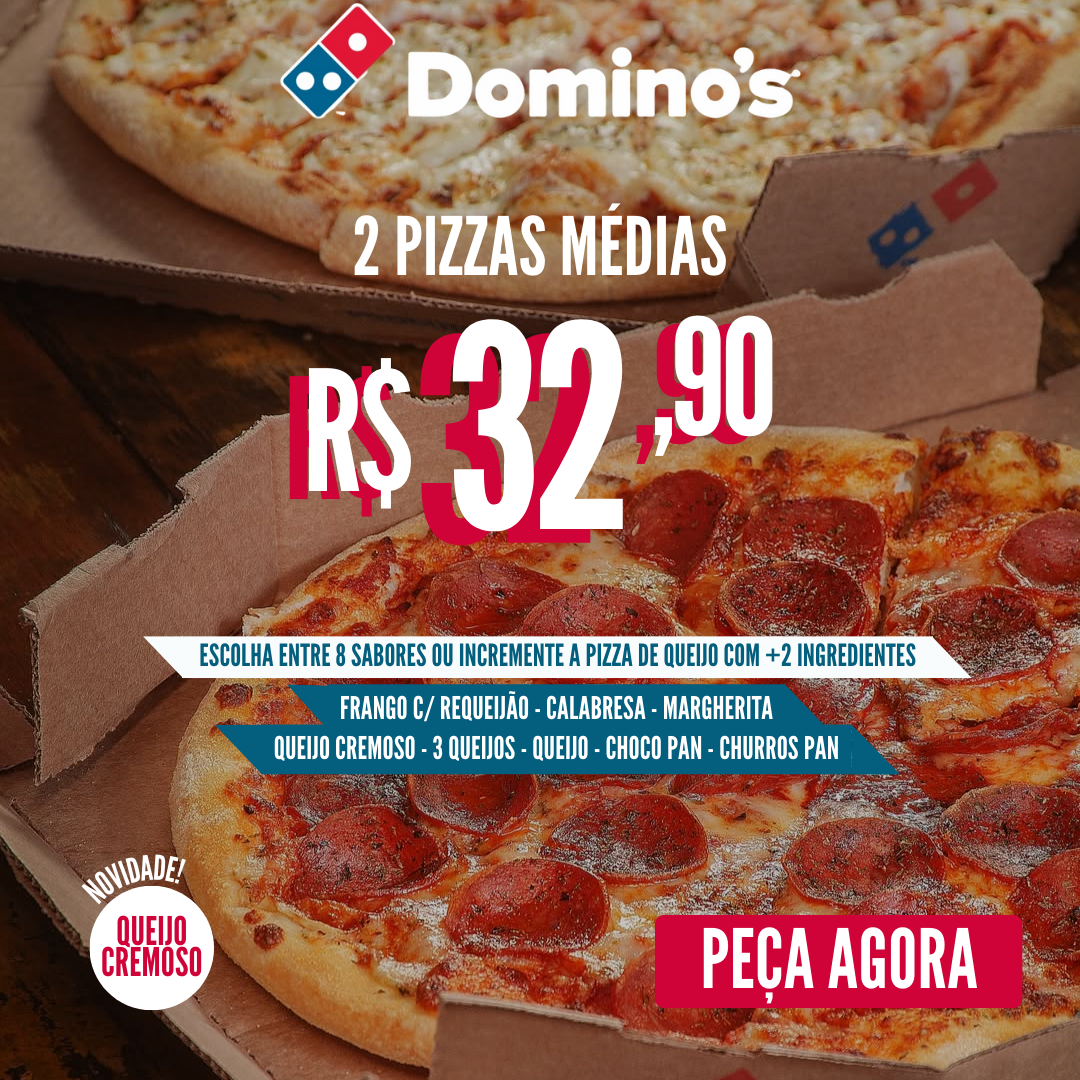 Domino's
2 PIZZAS MÉDIAS
R$ 32,90
ESCOLHA ENTRE 8 SABORES OU INCREMENTE A PIZZA DE QUEIJO COM +2 INGREDIENTES
FRANGO C/ REQUEIJÃO - CALABRESA - MARGHERITA
QUEIJO CREMOSO - 3 QUEIJOS - QUEIJO - CHOCO PAN - CHURROS PAN
NOVIDADE!
QUEIJO
CREMOSO
PEÇA AGORA